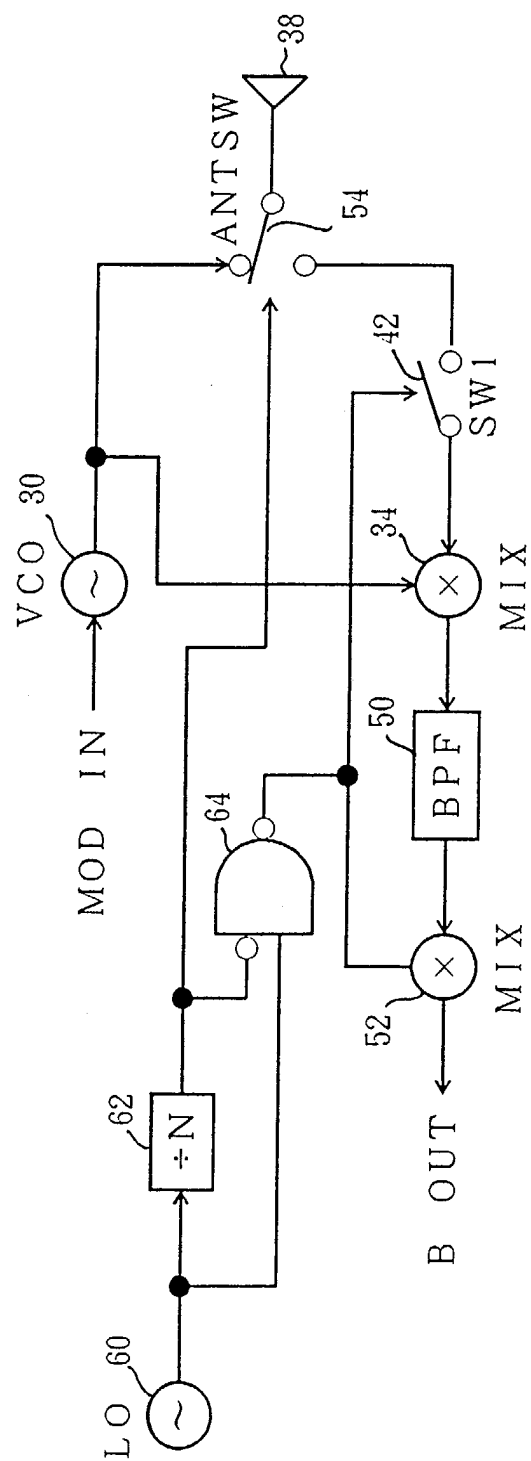 LO
60
÷N
62
64
MOD IN
VCO
30
ANTSW
54
38
42
SW1
34
MIX
50
BPF
52
MIX
B OUT